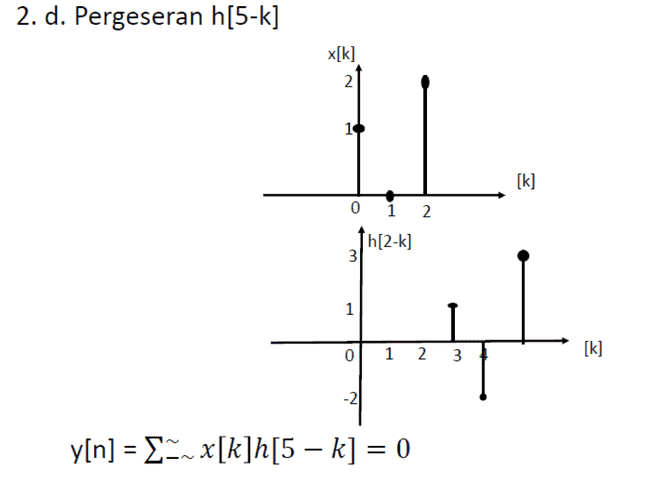 2. d. Pergeseran h[5-k]
x[k]
2
1
[k]
0 1 2
h[2-k]
3
1
0 1 2 3 4
[k]
-2
y[n] = ∑_{−~}^{~} x[k]h[5 − k] = 0